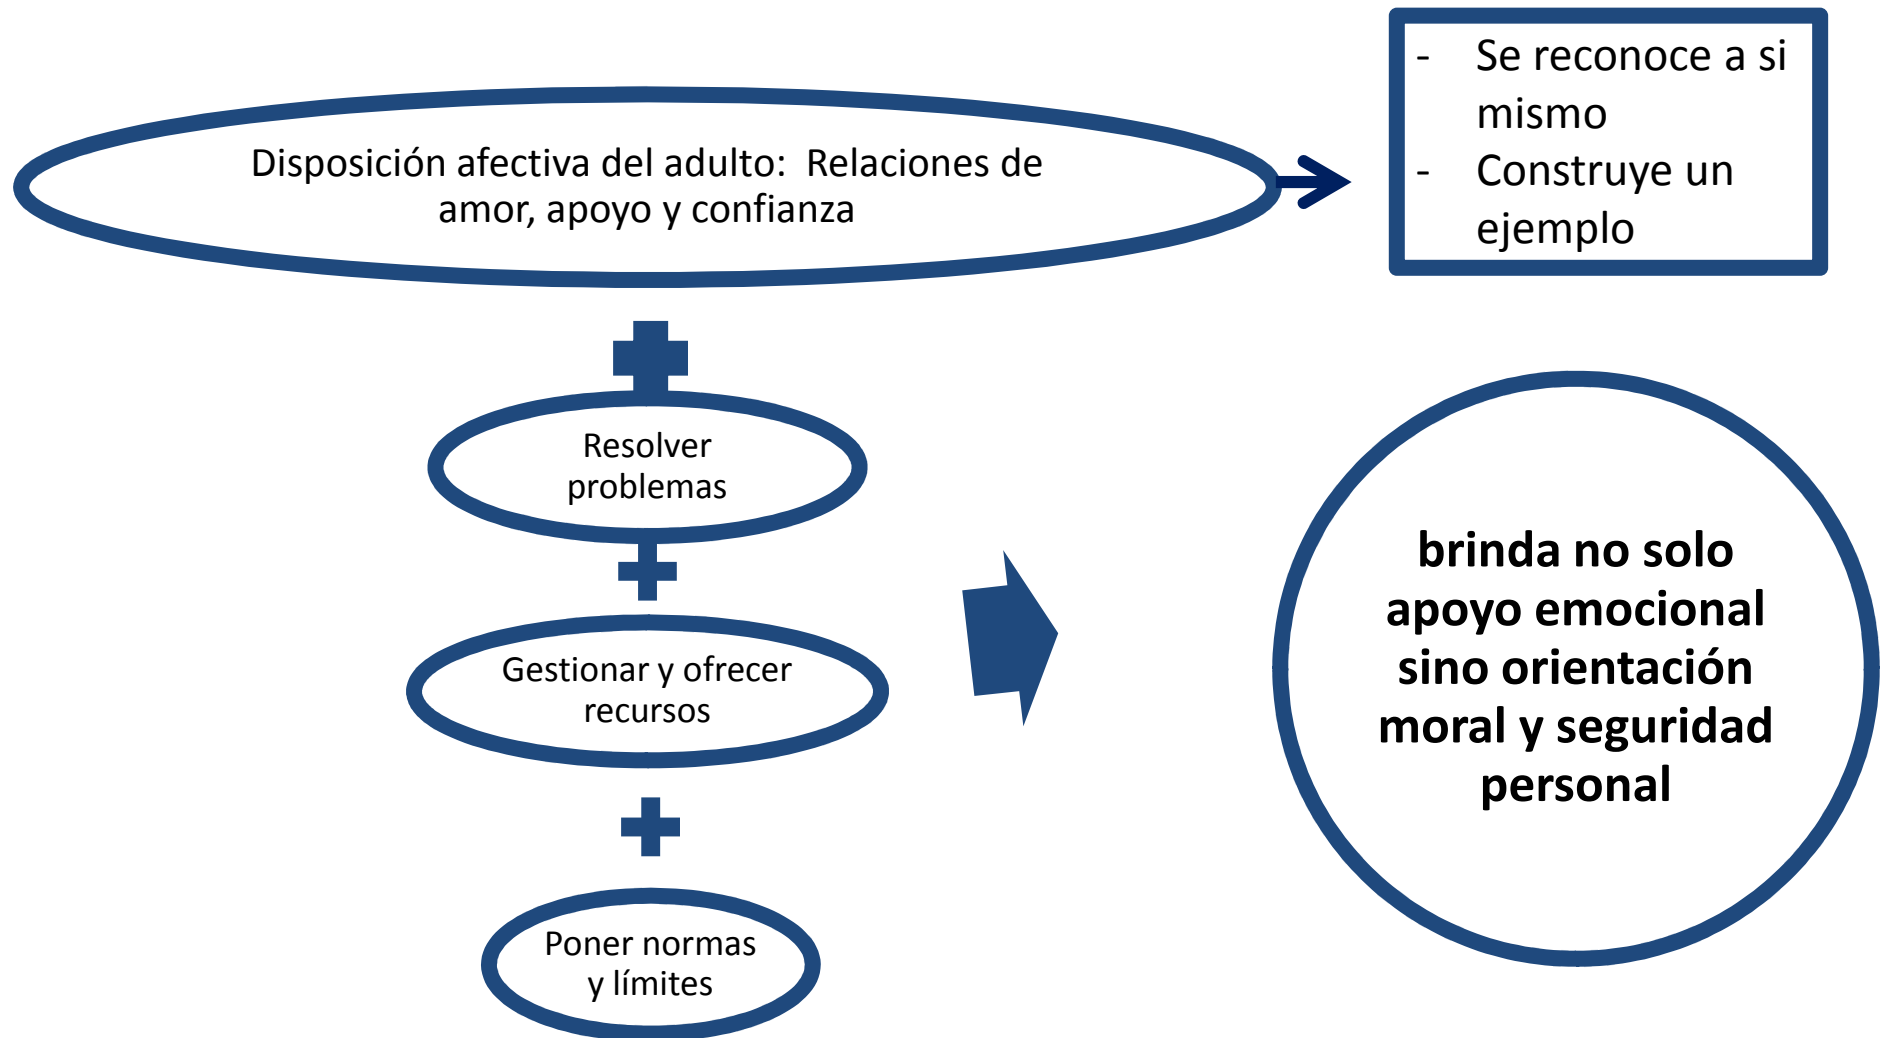 Disposición afectiva del adulto:  Relaciones de
amor, apoyo y confianza
- Se reconoce a si
mismo
- Construye un
ejemplo
Resolver
problemas
Gestionar y ofrecer
recursos
Poner normas
y límites
brinda no solo
apoyo emocional
sino orientación
moral y seguridad
personal